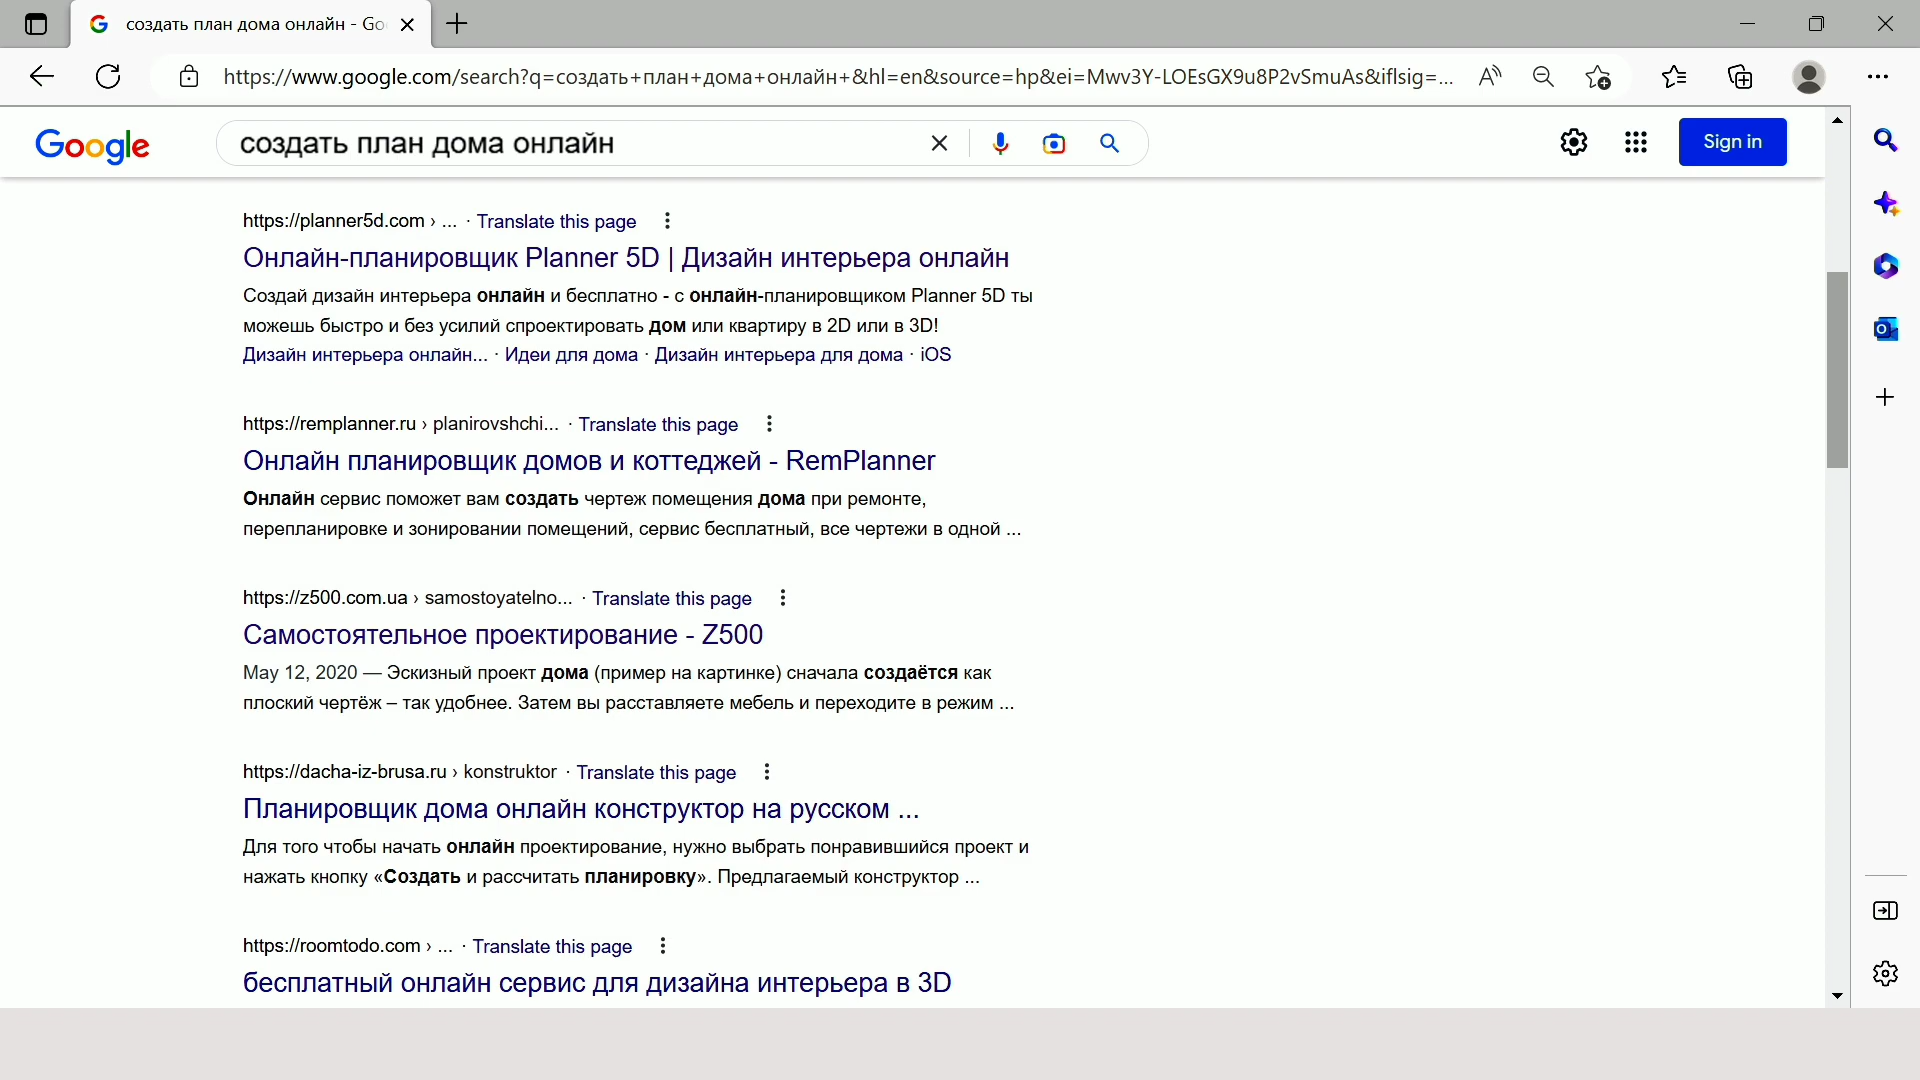 создать план дома онлайн - Go
https://www.google.com/search?q=создать+план+дома+онлайн+&hl=en&source=hp&ei=Mwv3Y-LOEsGX9u8P2vSmuAs&iflsig=...
Google
создать план дома онлайн
Sign in
https://planner5d.com › ... · Translate this page
Онлайн-планировщик Planner 5D | Дизайн интерьера онлайн
Создай дизайн интерьера онлайн и бесплатно - с онлайн-планировщиком Planner 5D ты
можешь быстро и без усилий спроектировать дом или квартиру в 2D или в 3D!
Дизайн интерьера онлайн... · Идеи для дома · Дизайн интерьера для дома · iOS
https://remplanner.ru › planirovshchi... · Translate this page
Онлайн планировщик домов и коттеджей - RemPlanner
Онлайн сервис поможет вам создать чертеж помещения дома при ремонте,
перепланировке и зонировании помещений, сервис бесплатный, все чертежи в одной ...
https://z500.com.ua › samostoyatelno... · Translate this page
Самостоятельное проектирование - Z500
May 12, 2020 — Эскизный проект дома (пример на картинке) сначала создаётся как
плоский чертёж – так удобнее. Затем вы расставляете мебель и переходите в режим ...
https://dacha-iz-brusa.ru › konstruktor · Translate this page
Планировщик дома онлайн конструктор на русском ...
Для того чтобы начать онлайн проектирование, нужно выбрать понравившийся проект и
нажать кнопку «Создать и рассчитать планировку». Предлагаемый конструктор ...
https://roomtodo.com › ... · Translate this page
бесплатный онлайн сервис для дизайна интерьера в 3D